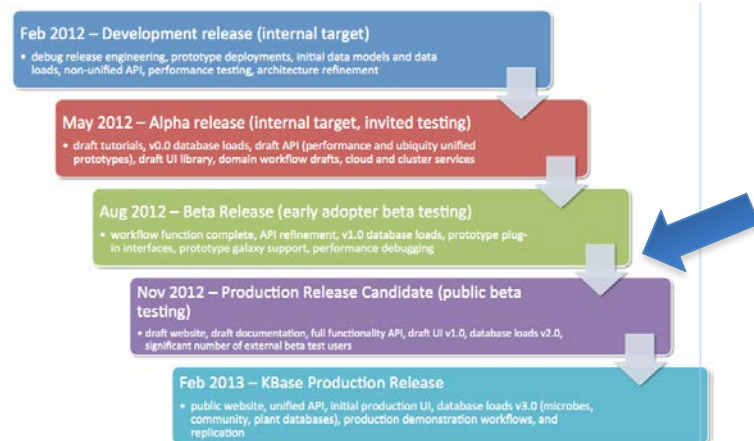 Feb 2012 – Development release (internal target)
• debug release engineering, prototype deployments, initial data models and data
loads, non-unified API, performance testing, architecture refinement
May 2012 – Alpha release (internal target, invited testing)
• draft tutorials, v0.0 database loads, draft API (performance and ubiquity unified
prototypes), draft UI library, domain workflow drafts, cloud and cluster services
Aug 2012 – Beta Release (early adopter beta testing)
• workflow function complete, API refinement, v1.0 database loads, prototype plug-
in interfaces, prototype galaxy support, performance debugging
Nov 2012 – Production Release Candidate (public beta
testing)
• draft website, draft documentation, full functionality API, draft UI v1.0, database loads v2.0,
significant number of external beta test users
Feb 2013 – KBase Production Release
• public website, unified API, initial production UI, database loads v3.0 (microbes,
community, plant databases), production demonstration workflows, and
replication